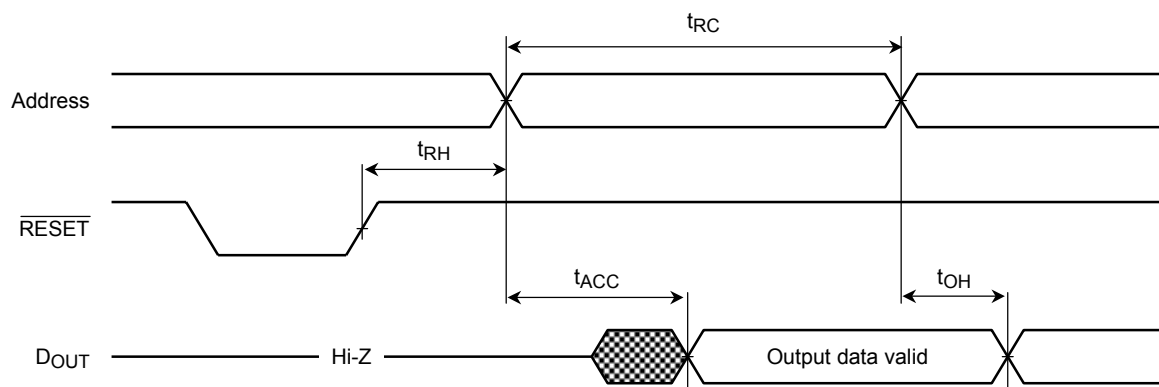 tRC
Address
tRH
RESET
tACC
tOH
DOUT
Hi-Z
Output data valid